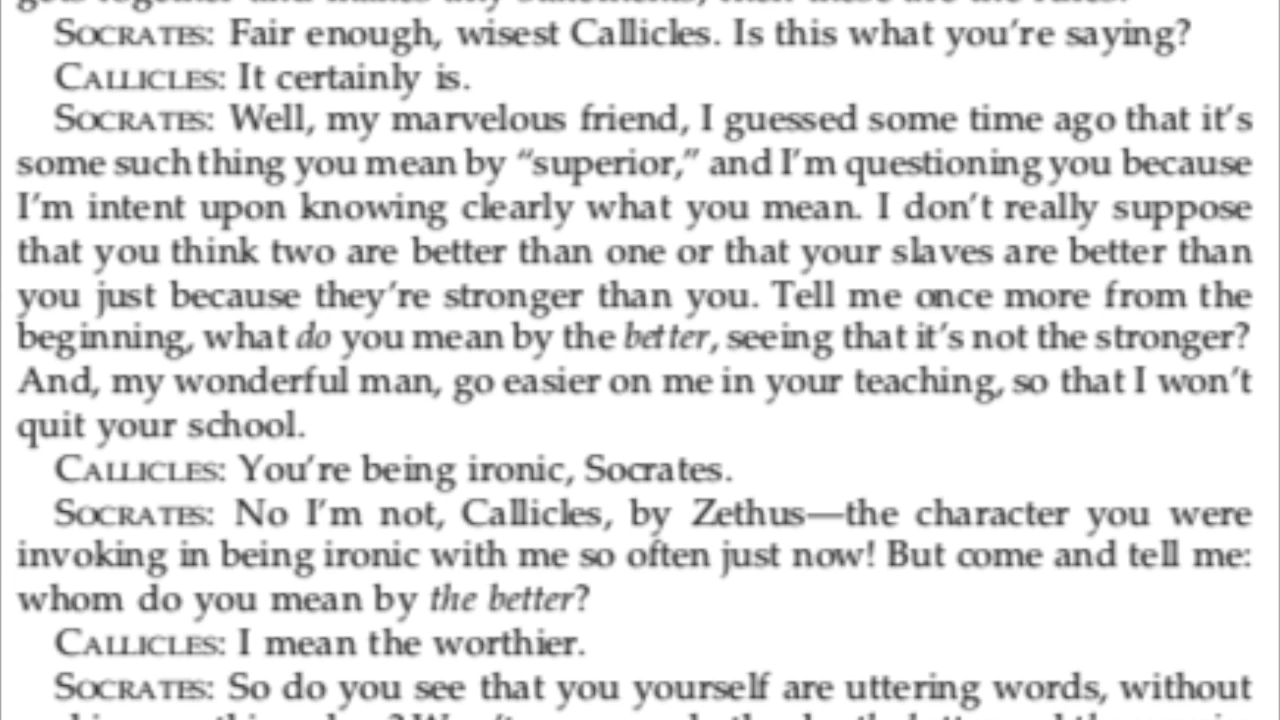 SOCRATES: Fair enough, wisest Callicles. Is this what you're saying?
CALLICLES: It certainly is.
SOCRATES: Well, my marvelous friend, I guessed some time ago that it's
some such thing you mean by “superior,” and I'm questioning you because
I'm intent upon knowing clearly what you mean. I don't really suppose
that you think two are better than one or that your slaves are better than
you just because they're stronger than you. Tell me once more from the
beginning, what do you mean by the better, seeing that it's not the stronger?
And, my wonderful man, go easier on me in your teaching, so that I won't
quit your school.
CALLICLES: You're being ironic, Socrates.
SOCRATES: No I'm not, Callicles, by Zethus—the character you were
invoking in being ironic with me so often just now! But come and tell me:
whom do you mean by the better?
CALLICLES: I mean the worthier.
SOCRATES: So do you see that you yourself are uttering words, without